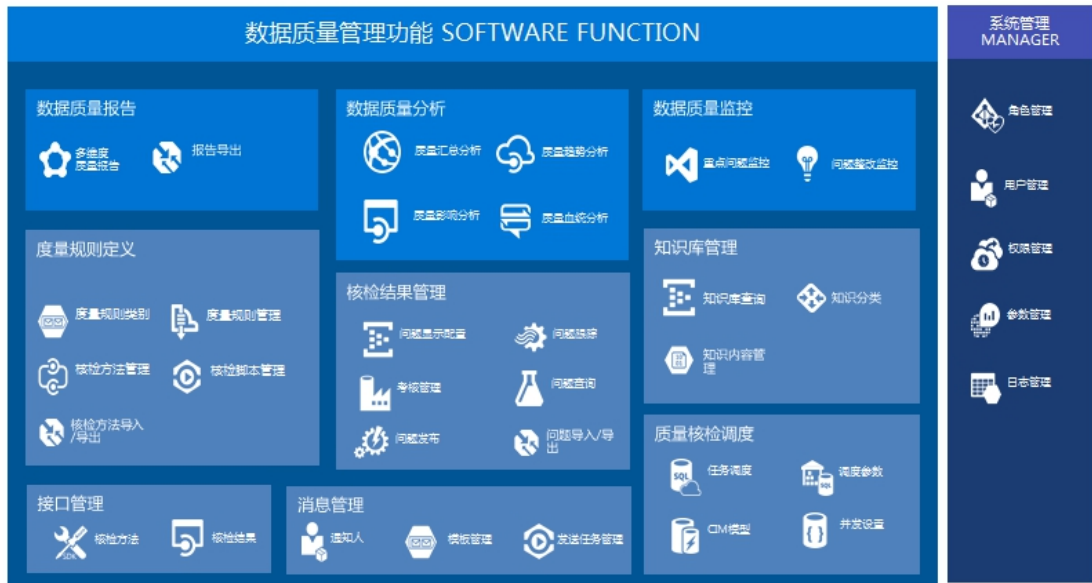 数据质量管理功能 SOFTWARE FUNCTION
数据质量报告
多维度
质量报告
报告导出
数据质量分析
质量汇总分析
质量趋势分析
质量影响分析
质量血统分析
数据质量监控
重点问题监控
问题整改监控
度量规则定义
度量规则类别
度量规则管理
核检方法管理
核检脚本管理
核检方法导入
/导出
核检结果管理
问题显示配置
问题跟踪
考核管理
问题查询
问题发布
问题导入/导
出
知识库管理
知识库查询
知识分类
知识内容管
理
质量核检调度
SQL
任务调度
SQL
调度参数
CIM模型
并发设置
接口管理
SDK
核检方法
核检结果
消息管理
通知人
模板管理
发送任务管理
系统管理
MANAGER
角色管理
用户管理
权限管理
参数管理
日志管理